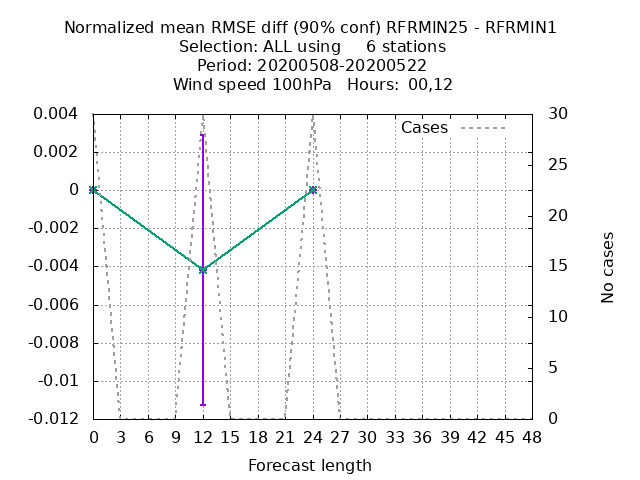 Normalized mean RMSE diff (90% conf) RFRMIN25 - RFRMIN1
Selection: ALL using     6 stations
Period: 20200508-20200522
Wind speed 100hPa   Hours: 00,12
Cases
0.004
0.002
0
-0.002
-0.004
-0.006
-0.008
-0.01
-0.012
30
25
20
15
10
5
0
No cases
0 3 6 9 12 15 18 21 24 27 30 33 36 39 42 45 48
Forecast length